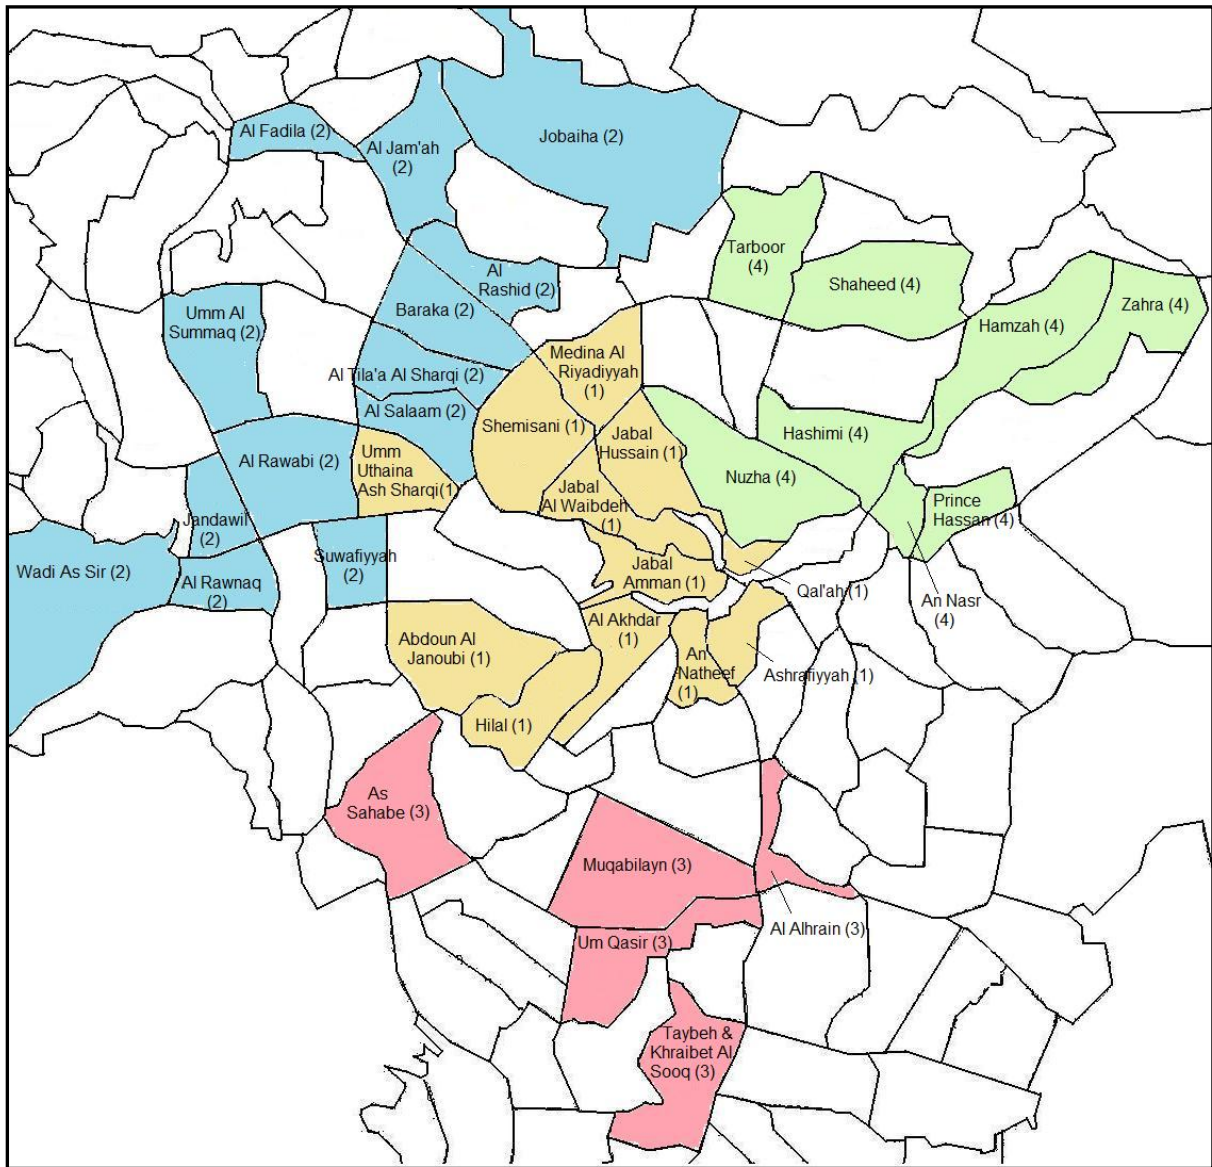 Al Fadila (2)
Al Jam'ah
(2)
Jobaiha (2)
Tarboor
(4)
Shaheed (4)
Zahra (4)
Hamzah (4)
Al
Rashid (2)
Baraka (2)
Umm Al
Summaq (2)
Medina Al
Riyadiyyah
(1)
Al Tila'a Al Sharqi (2)
Al Salaam (2)
Shemisani (1)
Jabal
Hussain (1)
Hashimi (4)
Umm
Uthaina
Ash Sharqi(1)
Al Rawabi (2)
Nuzha (4)
Jabal
Al Waibdeh
(1)
Prince
Hassan (4)
Jandawil
(2)
Suwafiyyah
(2)
Wadi As Sir (2)
Al Rawnaq
(2)
Jabal
Amman (1)
Qal'ah (1)
An Nasr
(4)
Al Akhdar
(1)
Abdoun Al
Janoubi (1)
An
Natheef
(1)
Ashrafiyyah (1)
Hilal (1)
As
Sahabe (3)
Muqabilayn (3)
Al Alhrain (3)
Um Qasir (3)
Taybeh &
Khraibet Al
Sooq (3)